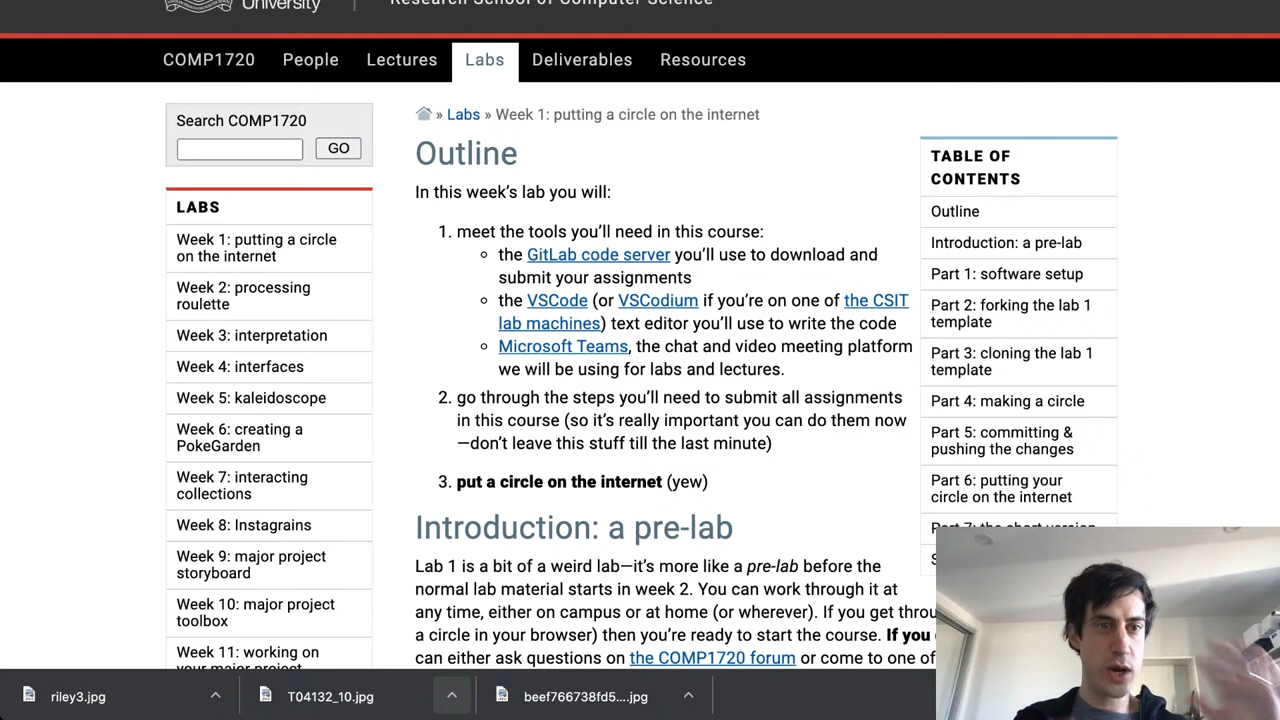 University
Research School of Computer Science
COMP1720 People Lectures Labs Deliverables Resources
Search COMP1720
GO
LABS
Week 1: putting a circle
on the internet
Week 2: processing
roulette
Week 3: interpretation
Week 4: interfaces
Week 5: kaleidoscope
Week 6: creating a
PokeGarden
Week 7: interacting
collections
Week 8: Instagrains
Week 9: major project
storyboard
Week 10: major project
toolbox
Week 11: working on
your major project
» Labs » Week 1: putting a circle on the internet
Outline
In this week's lab you will:
1. meet the tools you'll need in this course:
the GitLab code server you'll use to download and
submit your assignments
the VSCode (or VSCodium if you're on one of the CSIT
lab machines) text editor you'll use to write the code
Microsoft Teams, the chat and video meeting platform
we will be using for labs and lectures.
2. go through the steps you'll need to submit all assignments
in this course (so it's really important you can do them now
—don't leave this stuff till the last minute)
3. put a circle on the internet (yew)
Introduction: a pre-lab
Lab 1 is a bit of a weird lab—it's more like a pre-lab before the
normal lab material starts in week 2. You can work through it at
any time, either on campus or at home (or wherever). If you get throu
a circle in your browser) then you're ready to start the course. If you
can either ask questions on the COMP1720 forum or come to one of
TABLE OF
CONTENTS
Outline
Introduction: a pre-lab
Part 1: software setup
Part 2: forking the lab 1
template
Part 3: cloning the lab 1
template
Part 4: making a circle
Part 5: committing &
pushing the changes
Part 6: putting your
circle on the internet
Part 7: the short version
riley3.jpg
T04132_10.jpg
beef766738fd5....jpg